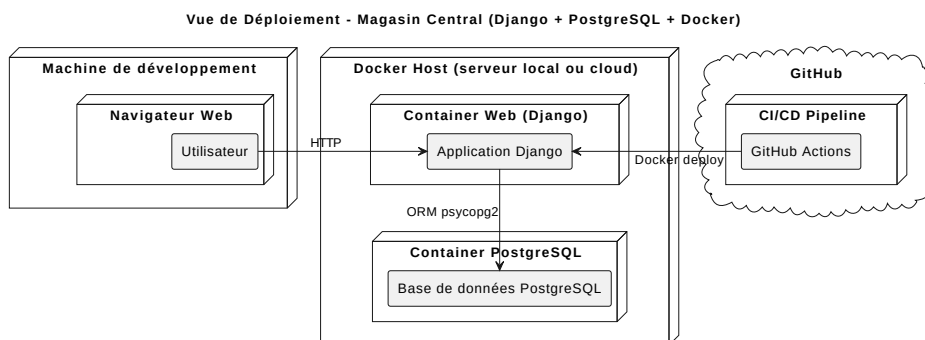 Vue de Déploiement - Magasin Central (Django + PostgreSQL + Docker)
Machine de développement
Navigateur Web
Utilisateur
HTTP
Docker Host (serveur local ou cloud)
Container Web (Django)
Application Django
ORM psycopg2
Container PostgreSQL
Base de données PostgreSQL
GitHub
CI/CD Pipeline
GitHub Actions
Docker deploy